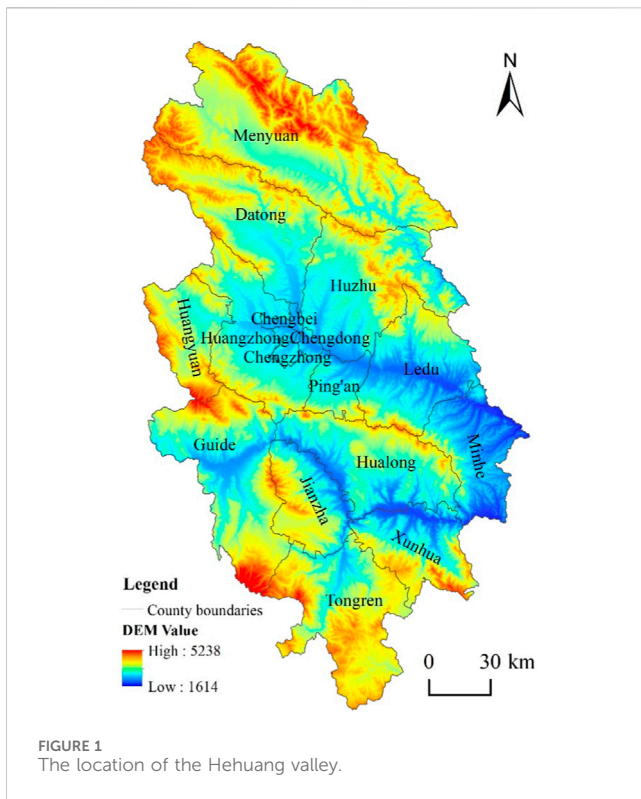 N
Menyuan
Datong
Huzhu
Huangyuan
Chengbei
HuangzhongChengdong
Chengzhong
Ledu
Ping'an
Minhe
Guide
Hualong
Jianzha
Xunhua
Tongren
Legend
County boundaries
DEM Value
High : 5238
Low : 1614
0 30 km
FIGURE 1
The location of the Hehuang valley.